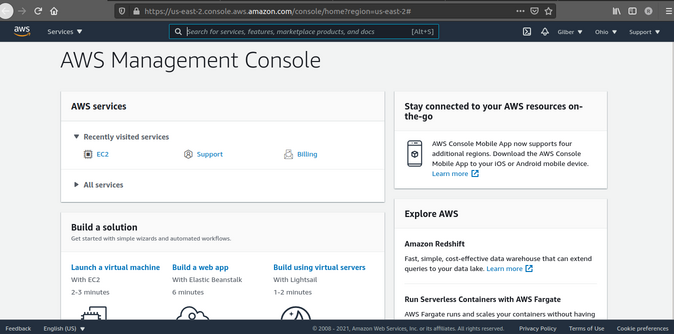 https://us-east-2.console.aws.amazon.com/console/home?region=us-east-2#
aws
Services
Search for services, features, marketplace products, and docs
[Alt+S]
Gilber
Ohio
Support
AWS Management Console
AWS services
Recently visited services
EC2
Support
Billing
All services
Build a solution
Get started with simple wizards and automated workflows.
Launch a virtual machine
With EC2
2-3 minutes
Build a web app
With Elastic Beanstalk
6 minutes
Build using virtual servers
With Lightsail
1-2 minutes
Stay connected to your AWS resources on-
the-go
AWS Console Mobile App now supports four
additional regions. Download the AWS Console
Mobile App to your iOS or Android mobile device.
Learn more
Explore AWS
Amazon Redshift
Fast, simple, cost-effective data warehouse that can extend
queries to your data lake. Learn more
Run Serverless Containers with AWS Fargate
AWS Fargate runs and scales your containers without having
Feedback
English (US)
© 2008 - 2021, Amazon Web Services, Inc. or its affiliates. All rights reserved.
Privacy Policy
Terms of Use
Cookie preferences